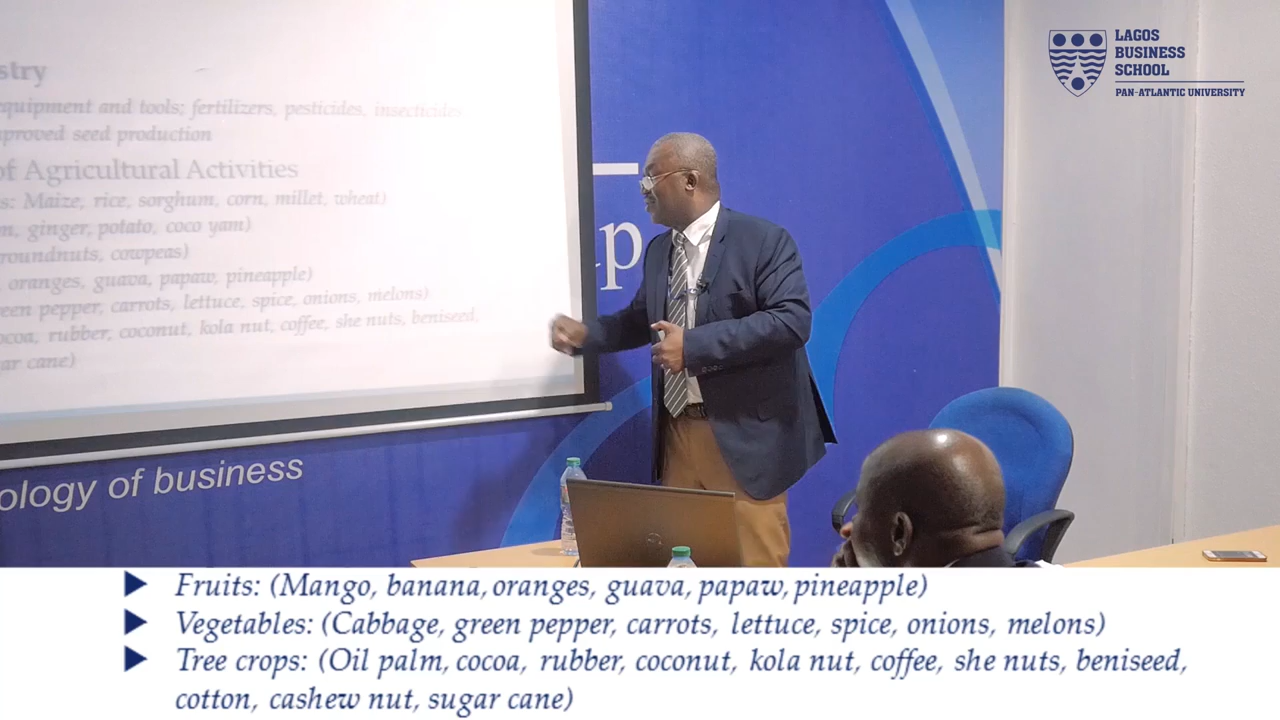 LAGOS
BUSINESS
SCHOOL
PAN-ATLANTIC UNIVERSITY
stry
equipment and tools; fertilizers, pesticides, insecticides
mproved seed production
of Agricultural Activities
s: Maize, rice, sorghum, corn, millet, wheat)
m, ginger, potato, coco yam)
roundnuts, cowpeas)
, oranges, guava, papaw, pineapple)
reen pepper, carrots, lettuce, spice, onions, melons)
ocoa, rubber, coconut, kola nut, coffee, she nuts, beniseed,
gar cane)
ology of business
Fruits: (Mango, banana, oranges, guava, papaw, pineapple)
Vegetables: (Cabbage, green pepper, carrots, lettuce, spice, onions, melons)
Tree crops: (Oil palm, cocoa, rubber, coconut, kola nut, coffee, she nuts, beniseed,
cotton, cashew nut, sugar cane)